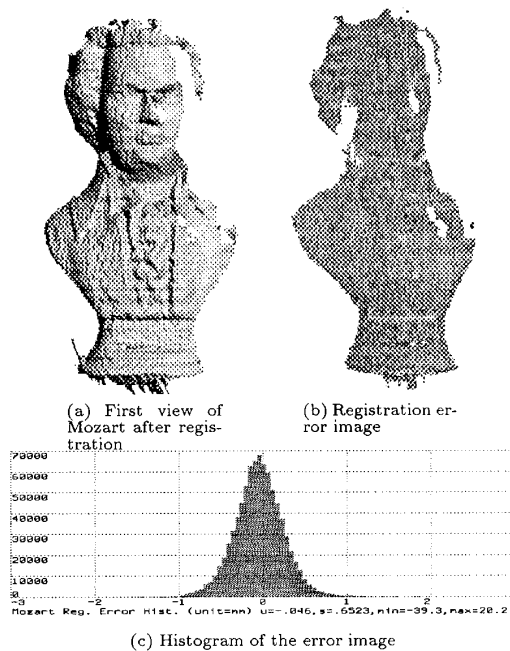 (a) First view of
Mozart after regis-
tration
(b) Registration er-
ror image
70000
60000
50000
40000
30000
20000
10000
0
-3 -2 -1 0 1 2
Mozart Reg. Error Hist. (unit=mm) u=-.046,s=.6523,min=-39.3,max=20.2
(c) Histogram of the error image